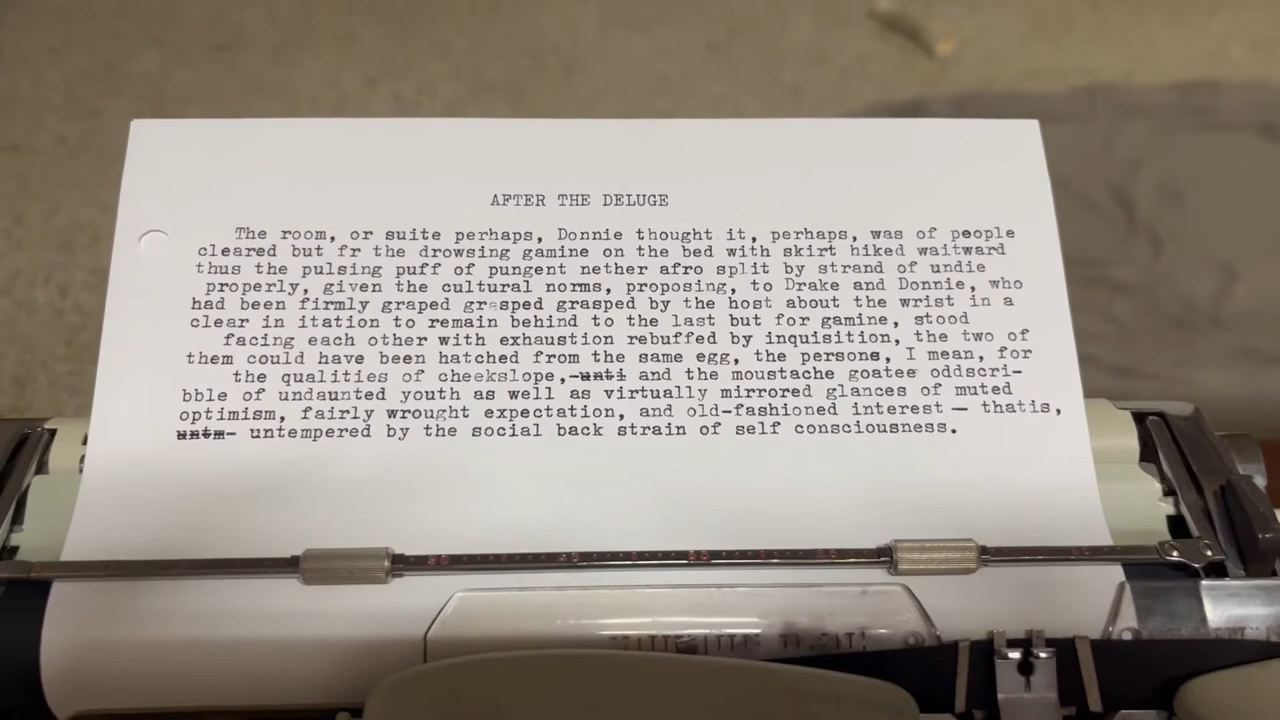 AFTER THE DELUGE
The room, or suite perhaps, Donnie thought it, perhaps, was of people
cleared but fr the drowsing gamine on the bed with skirt hiked waitward
thus the pulsing puff of pungent nether afro split by strand of undie
properly, given the cultural norms, proposing, to Drake and Donnie, who
had been firmly graped grasped grasped by the host about the wrist in a
clear in itation to remain behind to the last but for gamine, stood
facing each other with exhaustion rebuffed by inquisition, the two of
them could have been hatched from the same egg, the persons, I mean, for
the qualities of cheekslope,-unti and the moustache goatee oddscri-
bble of undaunted youth as well as virtually mirrored glances of muted
optimism, fairly wrought expectation, and old-fashioned interest — thatis,
untm- untempered by the social back strain of self consciousness.